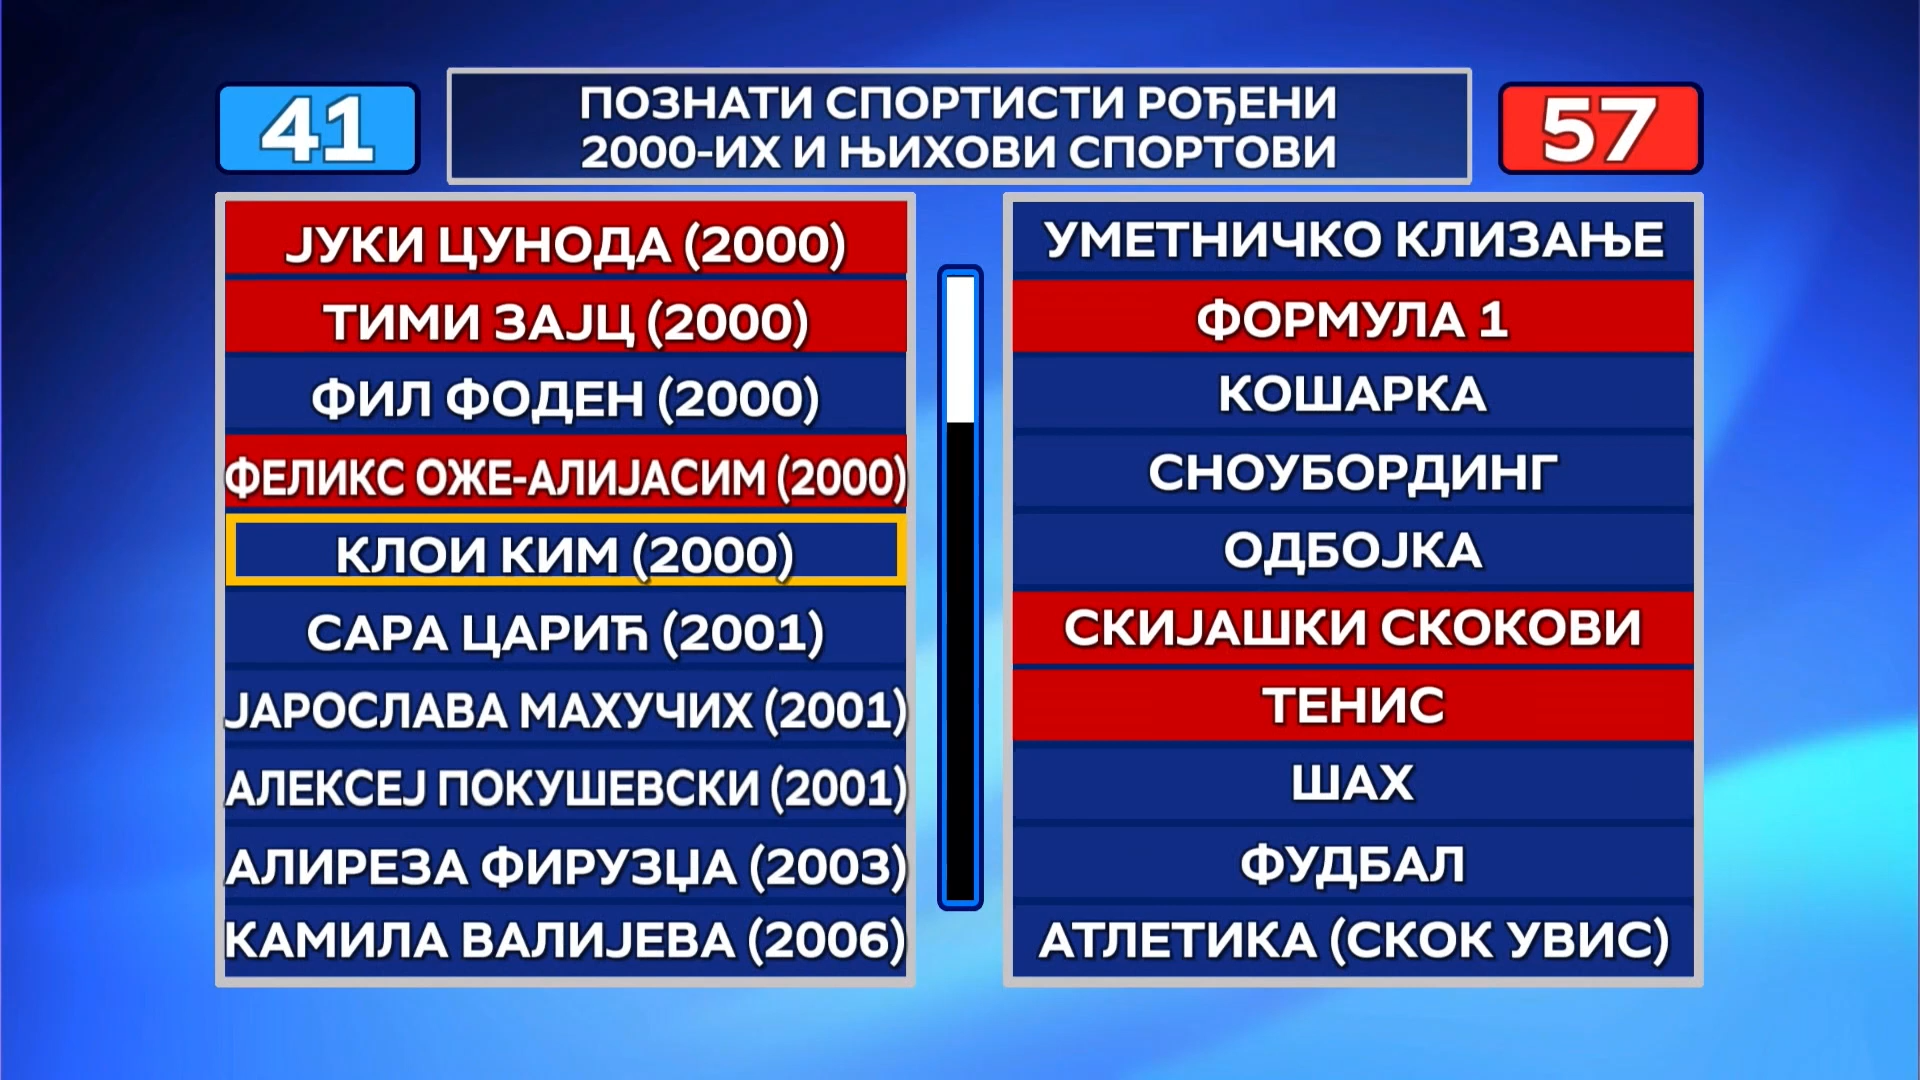 41
ПОЗНАТИ СПОРТИСТИ РОЂЕНИ
2000-ИХ И ЊИХОВИ СПОРТОВИ
57
ЈУКИ ЦУНОДА (2000)
ТИМИ ЗАЈЦ (2000)
ФИЛ ФОДЕН (2000)
ФЕЛИКС ОЖЕ-АЛИЈАСИМ (2000)
КЛОИ КИМ (2000)
САРА ЦАРИЋ (2001)
ЈАРОСЛАВА МАХУЧИХ (2001)
АЛЕКСЕЈ ПОКУШЕВСКИ (2001)
АЛИРЕЗА ФИРУЗЏА (2003)
КАМИЛА ВАЛИЈЕВА (2006)
УМЕТНИЧКО КЛИЗАЊЕ
ФОРМУЛА 1
КОШАРКА
СНОУБОРДИНГ
ОДБОЈКА
СКИЈАШКИ СКОКОВИ
ТЕНИС
ШАХ
ФУДБАЛ
АТЛЕТИКА (СКОК УВИС)